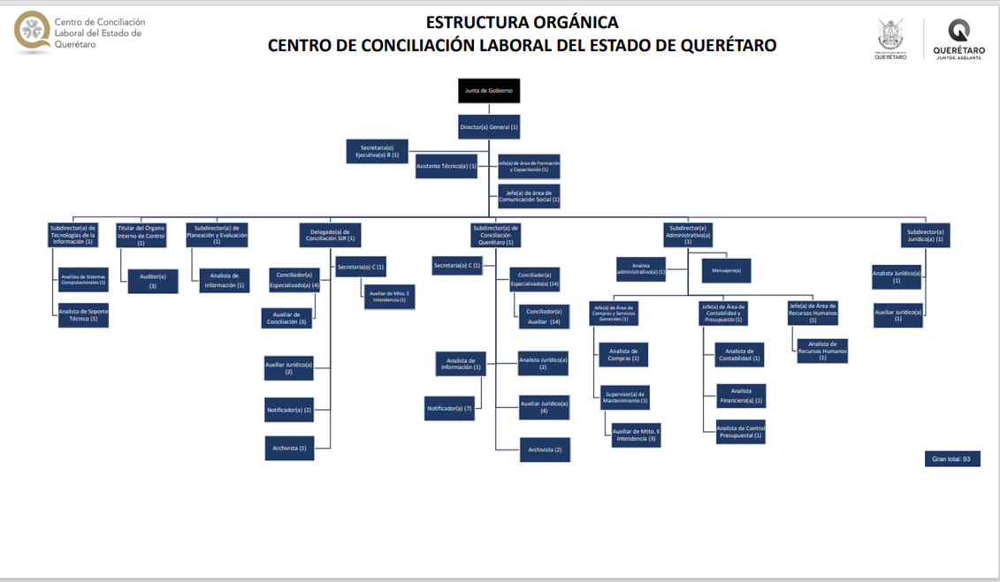 Centro de Conciliación
Laboral del Estado de
Querétaro
ESTRUCTURA ORGÁNICA
CENTRO DE CONCILIACIÓN LABORAL DEL ESTADO DE QUERÉTARO
QUERÉTARO
QUERÉTARO
JUNTOS, ADELANTE.
Junta de Gobierno
Director(a) General (1)
Secretaria(o)
Ejecutiva(o) B (1)
Asistente Técnico(a) (1)
Jefe(a) de área de Formación
y Capacitación (1)
Jefe(a) de área de
Comunicación Social (1)
Subdirector(a) de
Tecnologías de la
Información (1)
Titular del Órgano
Interno de Control
(1)
Subdirector(a) de
Planeación y Evaluación
(1)
Delegado(a) de
Conciliación SJR (1)
Subdirector(a) de
Conciliación
Querétaro (1)
Subdirector(a)
Administrativo(a)
(1)
Subdirector(a)
Jurídico(a) (1)
Analista de Sistemas
Computacionales (1)
Analista de Soporte
Técnico (1)
Auditor(a)
(3)
Analista de
Información (1)
Conciliador(a)
Especializado(a) (4)
Secretaria(o) C (1)
Auxiliar de Mtto. E
Intendencia (1)
Auxiliar de
Conciliación (3)
Auxiliar Jurídico(a)
(2)
Notificador(a) (2)
Archivista (1)
Secretaria(o) C (1)
Conciliador(a)
Especializado(a) (14)
Conciliador(a)
Auxiliar (14)
Analista de
Información (1)
Analista Jurídico(a)
(2)
Notificador(a) (7)
Auxiliar Jurídico(a)
(4)
Archivista (2)
Analista
administrativo(a) (1)
Mensajero(a)
Jefe(a) de Área de
Compras y Servicios
Generales (1)
Jefe(a) de Área de
Contabilidad y
Presupuesto (1)
Jefe(a) de Área de
Recursos Humanos
(1)
Analista de
Compras (1)
Supervisor(a) de
Mantenimiento (1)
Auxiliar de Mtto. E
Intendencia (3)
Analista de
Contabilidad (1)
Analista
Financiero(a) (1)
Analista de Control
Presupuestal (1)
Analista de
Recursos Humanos
(1)
Analista Jurídico(a)
(1)
Auxiliar Jurídico(a)
(1)
Gran total: 93